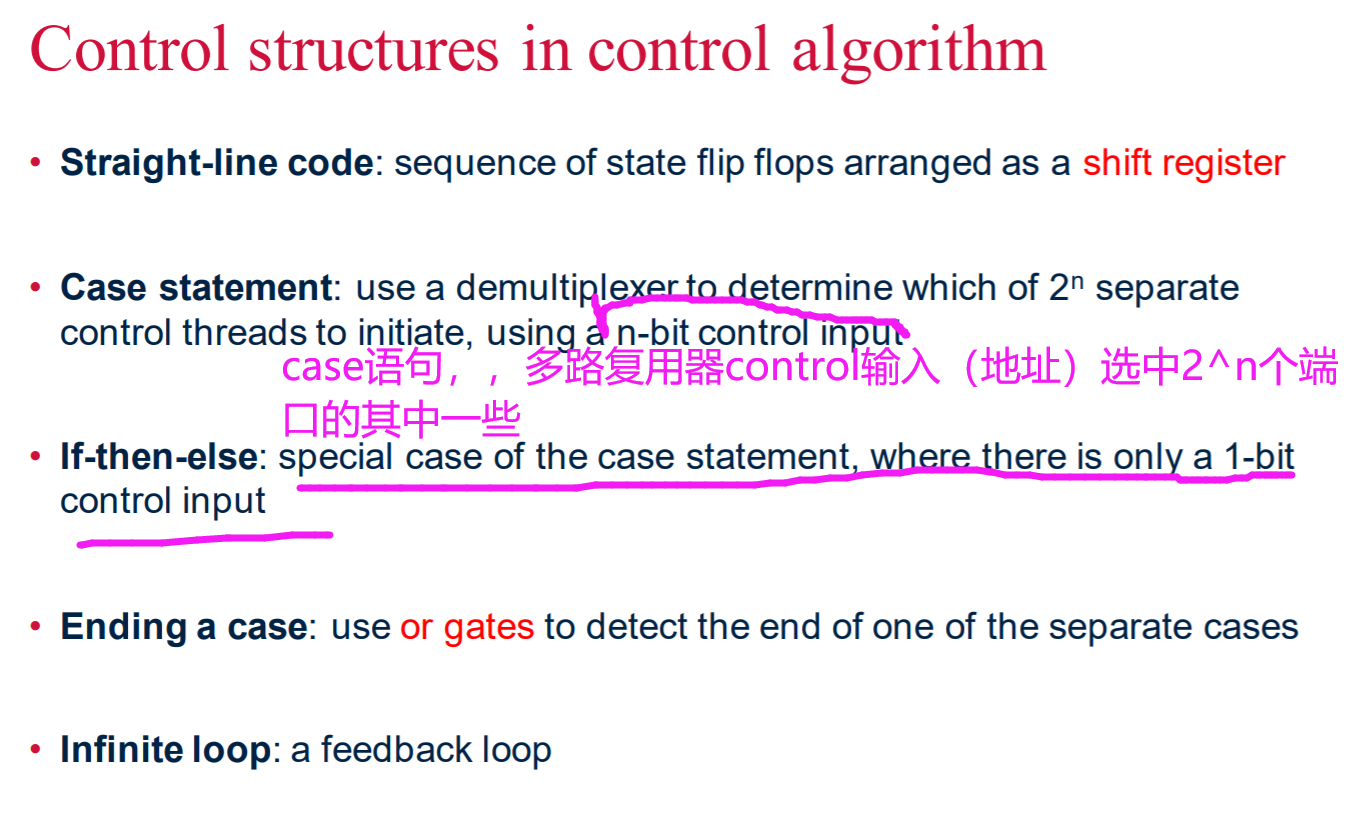 Control structures in control algorithm
• Straight-line code: sequence of state flip flops arranged as a shift register
• Case statement: use a demultiplexer to determine which of 2ⁿ separate
control threads to initiate, using a n-bit control input
case语句，，多路复用器control输入（地址）选中2^n个端
口的其中一些
• If-then-else: special case of the case statement, where there is only a 1-bit
control input
• Ending a case: use or gates to detect the end of one of the separate cases
• Infinite loop: a feedback loop